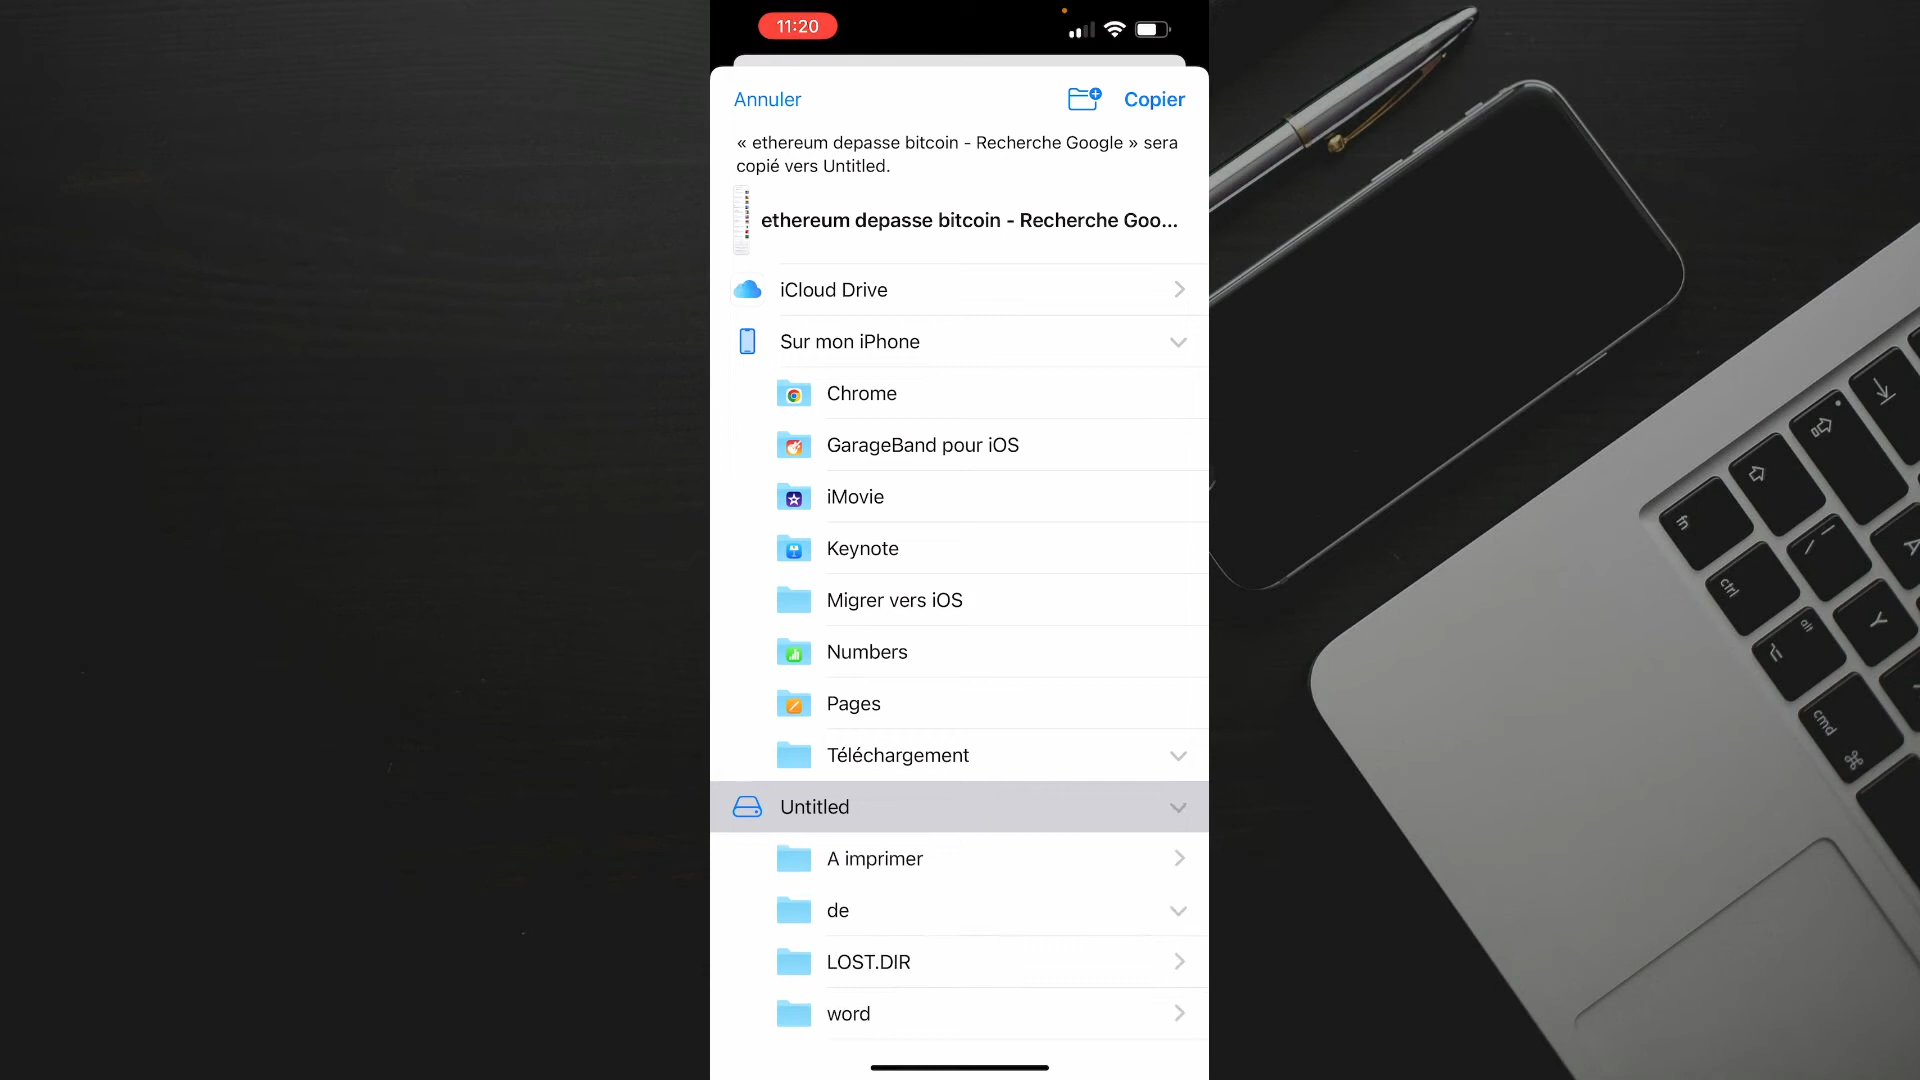 11:20
Annuler
Copier
« ethereum depasse bitcoin - Recherche Google » sera
copié vers Untitled.
ethereum depasse bitcoin - Recherche Goo...
iCloud Drive
Sur mon iPhone
Chrome
GarageBand pour iOS
iMovie
Keynote
Migrer vers iOS
Numbers
Pages
Téléchargement
Untitled
A imprimer
de
LOST.DIR
word
fn
ctrl
alt
cmd
A
Y